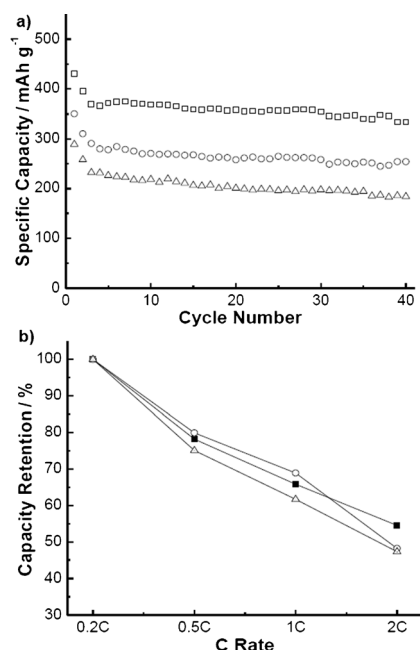 a)
500
400
300
200
100
0
0 10 20 30 40
Specific Capacity / mAh g⁻¹
Cycle Number
b)
100
90
80
70
60
50
40
30
0.2C 0.5C 1C 2C
Capacity Retention / %
C Rate